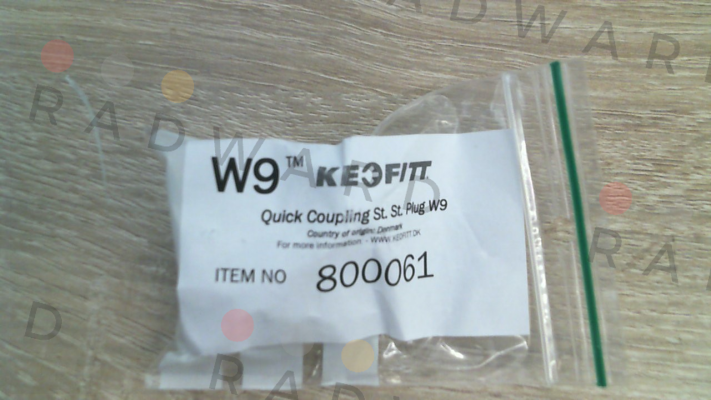 W9™ KEOFITT
Quick Coupling St. St. Plug W9
Country of origin: Denmark
For more information - WWW.KEOFITT.DK
ITEM NO 800061
RADWARD
RADWARD